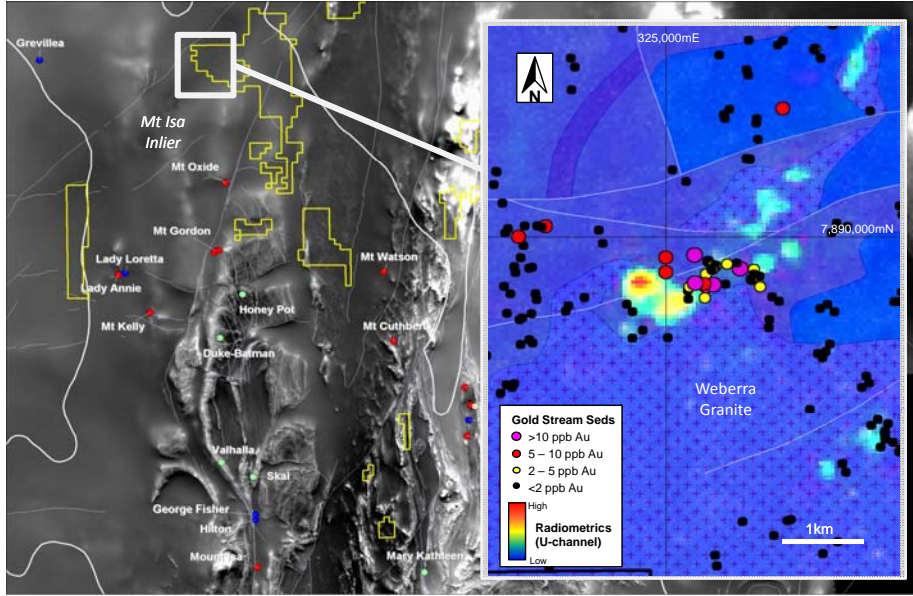 Grevillea
Mt Isa
Inlier
Mt Oxide
Mt Gordon
Lady Loretta
Lady Annie
Mt Kelly
Mt Watson
Honey Pot
Mt Cuthbert
Duke-Batman
Valhalla
Skal
George Fisher
Hilton
Mount Isa
Mary Kathleen
325,000mE
N
7,890,000mN
Weberra
Granite
Gold Stream Seds
>10 ppb Au
5 – 10 ppb Au
2 – 5 ppb Au
<2 ppb Au
High
Radiometrics
(U-channel)
Low
1km